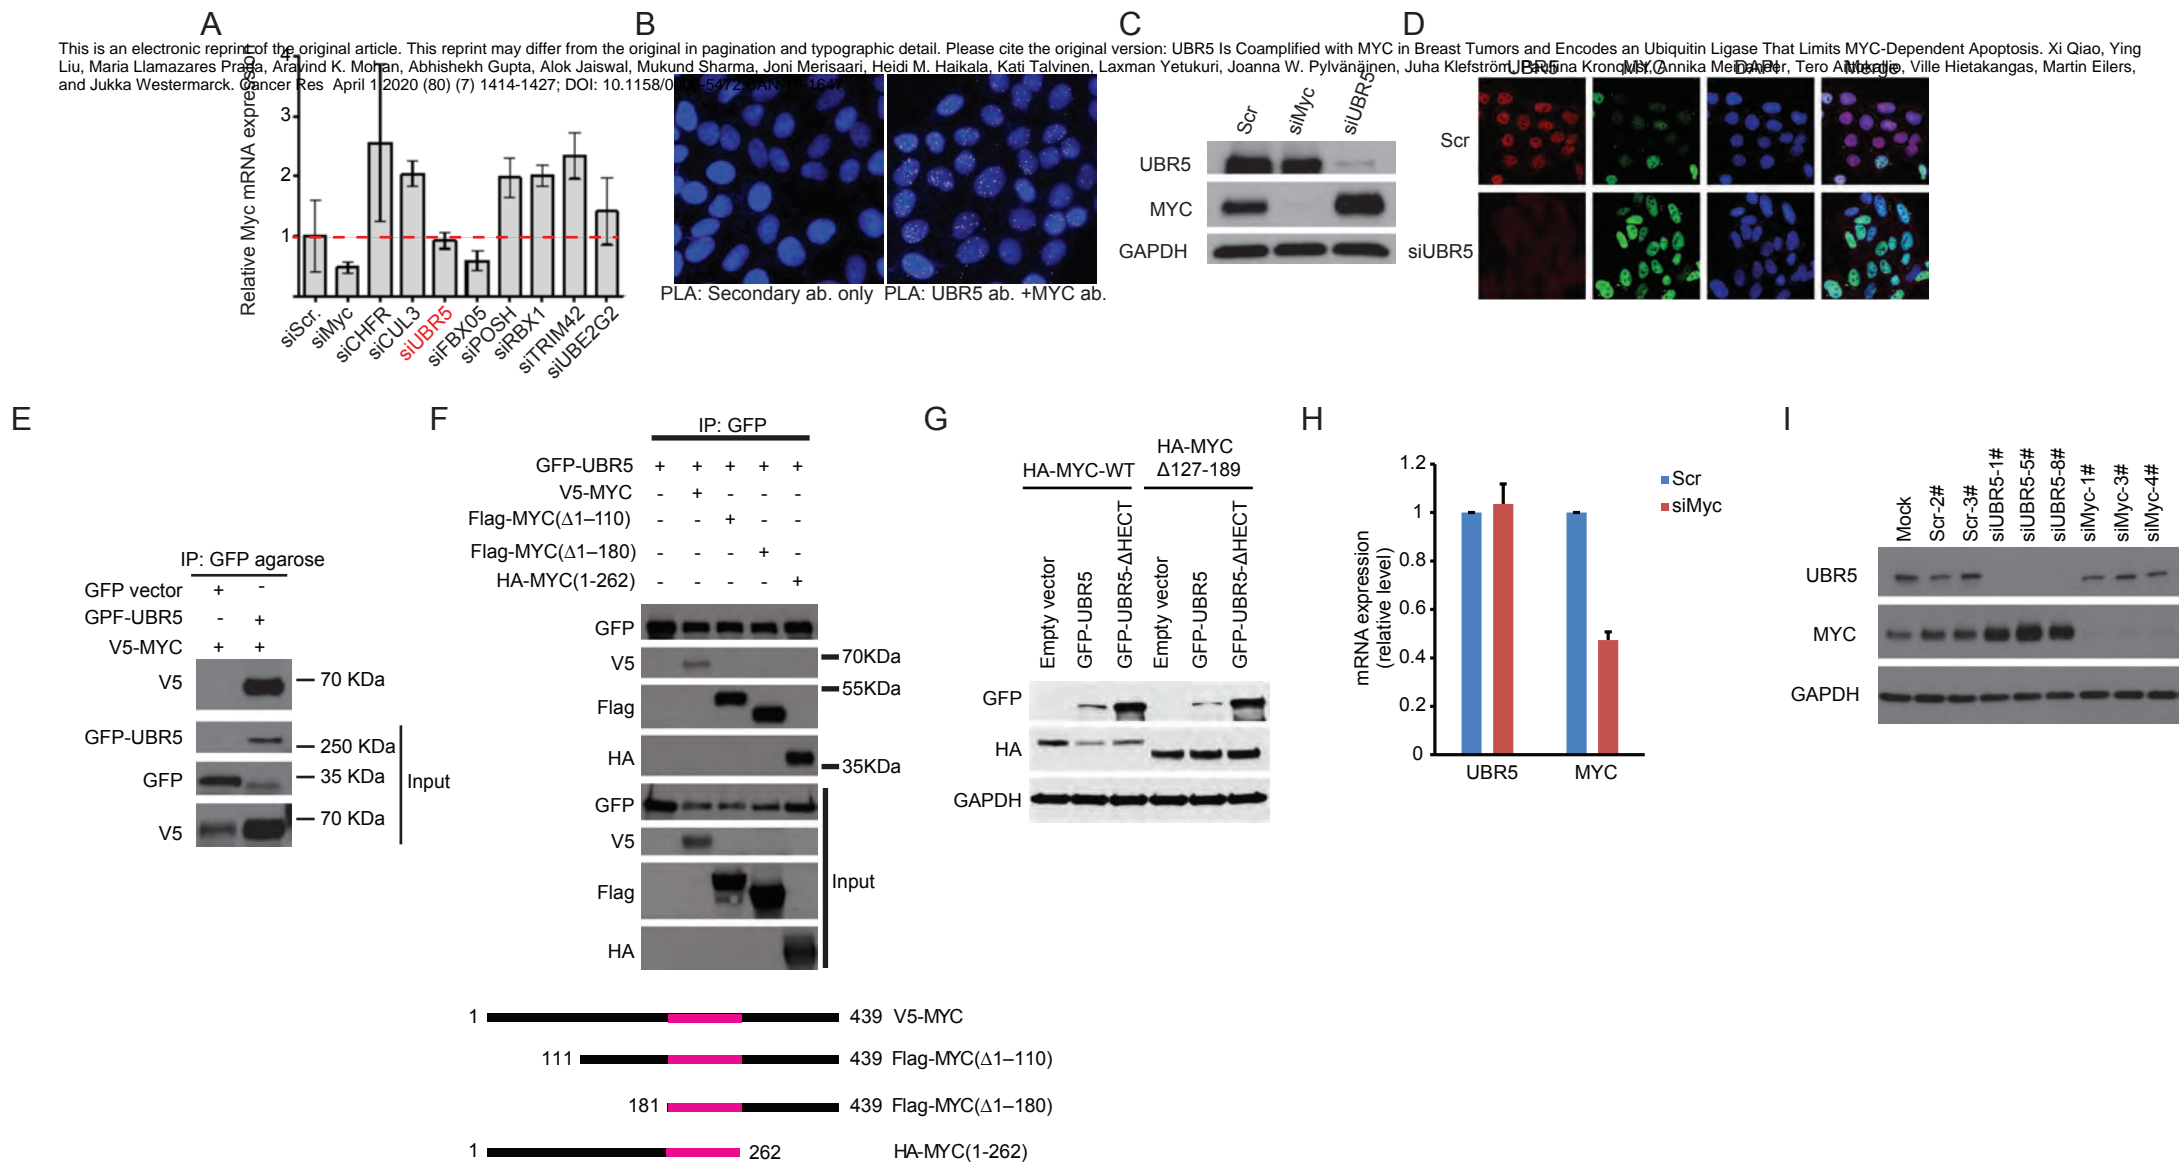 A
B
C
D
This is an electronic reprint of the original article. This reprint may differ from the original in pagination and typographic detail. Please cite the original version: UBR5 Is Coamplified with MYC in Breast Tumors and Encodes an Ubiquitin Ligase That Limits MYC-Dependent Apoptosis. Xi Qiao, Ying
Liu, Maria Llamazares Prada, Aravind K. Mohan, Abhishekh Gupta, Alok Jaiswal, Mukund Sharma, Joni Merisaari, Heidi M. Haikala, Kati Talvinen, Laxman Yetukuri, Joanna W. Pylvänäinen, Juha Klefström, Pauliina Kronqvist, Annika Meinander, Tero Aittokallio, Ville Hietakangas, Martin Eilers,
and Jukka Westermarck. Cancer Res April 1 2020 (80) (7) 1414-1427; DOI: 10.1158/0008-5472.CAN-19-1647
Relative Myc mRNA expression
4
3
2
1
siScr.
siMyc
siCHFR
siCUL3
siUBR5
siFBX05
siPOSH
siRBX1
siTRIM42
siUBE2G2
PLA: Secondary ab. only
PLA: UBR5 ab. +MYC ab.
Scr
siMyc
siUBR5
UBR5
MYC
GAPDH
UBR5
MYC
DAPI
Merge
Scr
siUBR5
E
IP: GFP agarose
GFP vector + -
GPF-UBR5 - +
V5-MYC + +
V5
70 KDa
GFP-UBR5
250 KDa
GFP
35 KDa
V5
70 KDa
Input
F
IP: GFP
GFP-UBR5 + + + + +
V5-MYC - + - - -
Flag-MYC(Δ1–110) - - + - -
Flag-MYC(Δ1–180) - - - + -
HA-MYC(1-262) - - - - +
GFP
V5
70KDa
55KDa
Flag
HA
35KDa
GFP
V5
Flag
HA
Input
1 439 V5-MYC
111 439 Flag-MYC(Δ1–110)
181 439 Flag-MYC(Δ1–180)
1 262 HA-MYC(1-262)
G
HA-MYC-WT
HA-MYC
Δ127-189
Empty vector
GFP-UBR5
GFP-UBR5-ΔHECT
Empty vector
GFP-UBR5
GFP-UBR5-ΔHECT
GFP
HA
GAPDH
H
mRNA expression
(relative level)
1.2
1
0.8
0.6
0.4
0.2
0
UBR5
MYC
Scr
siMyc
I
Mock
Scr-2#
Scr-3#
siUBR5-1#
siUBR5-5#
siUBR5-8#
siMyc-1#
siMyc-3#
siMyc-4#
UBR5
MYC
GAPDH